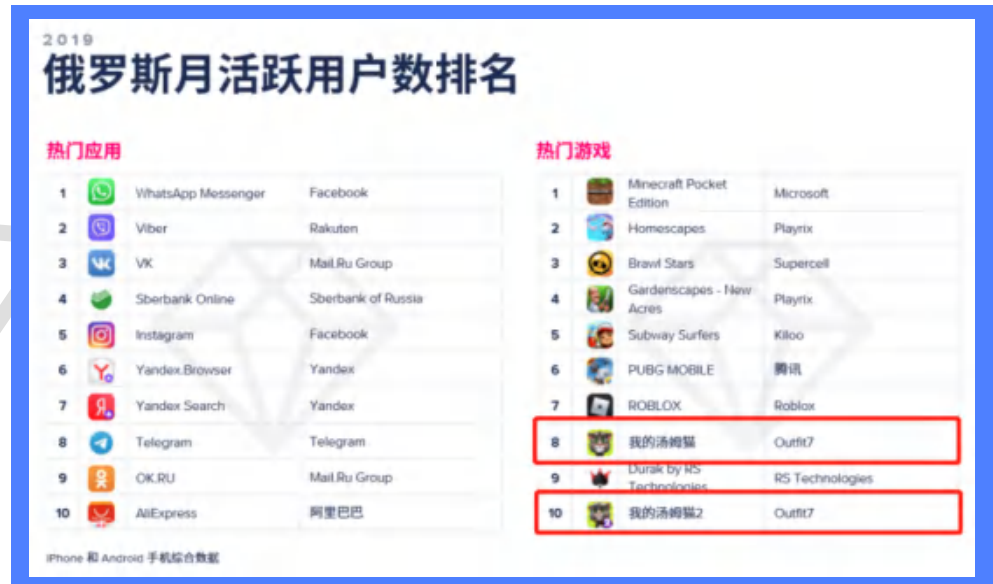 2019
俄罗斯月活跃用户数排名
热门应用
1 WhatsApp Messenger Facebook
2 Viber Rakuten
3 VK Mail.Ru Group
4 Sberbank Online Sberbank of Russia
5 Instagram Facebook
6 Yandex.Browser Yandex
7 Yandex Search Yandex
8 Telegram Telegram
9 OK.RU Mail.Ru Group
10 AliExpress 阿里巴巴
热门游戏
1 Minecraft Pocket Edition Microsoft
2 Homescapes Playrix
3 Brawl Stars Supercell
4 Gardenscapes - New Acres Playrix
5 Subway Surfers Kiloo
6 PUBG MOBILE 腾讯
7 ROBLOX Roblox
8 我的汤姆猫 Outfit7
9 Durak by RS Technologies RS Technologies
10 我的汤姆猫2 Outfit7
iPhone 和 Android 手机综合数据